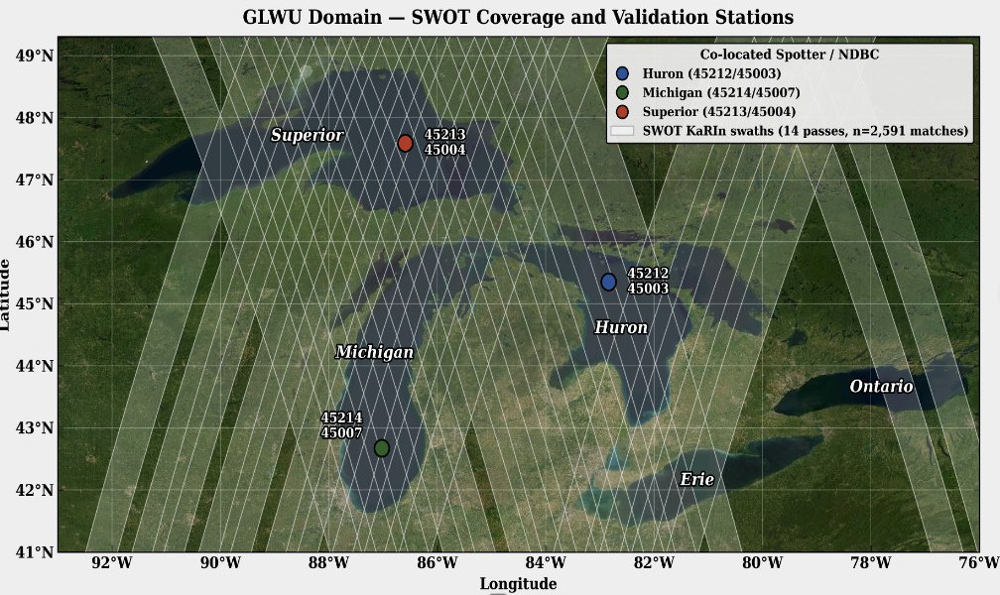 GLWU Domain — SWOT Coverage and Validation Stations
Co-located Spotter / NDBC
Huron (45212/45003)
Michigan (45214/45007)
Superior (45213/45004)
SWOT KaRIn swaths (14 passes, n=2,591 matches)
49°N
48°N
47°N
46°N
45°N
44°N
43°N
42°N
41°N
Latitude
Superior
45213
45004
45212
45003
Huron
Michigan
Ontario
45214
45007
Erie
92°W 90°W 88°W 86°W 84°W 82°W 80°W 78°W 76°W
Longitude